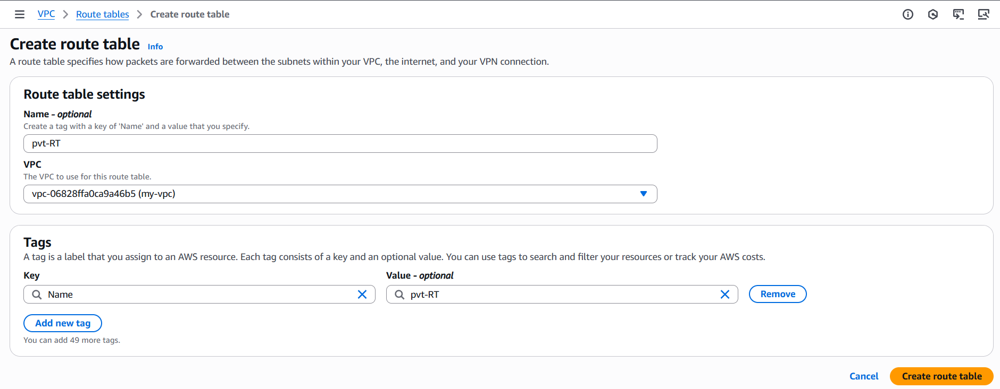 VPC > Route tables > Create route table
Create route table Info
A route table specifies how packets are forwarded between the subnets within your VPC, the internet, and your VPN connection.
Route table settings
Name - optional
Create a tag with a key of 'Name' and a value that you specify.
pvt-RT
VPC
The VPC to use for this route table.
vpc-06828ffa0ca9a46b5 (my-vpc)
Tags
A tag is a label that you assign to an AWS resource. Each tag consists of a key and an optional value. You can use tags to search and filter your resources or track your AWS costs.
Key Value - optional
Name pvt-RT Remove
Add new tag
You can add 49 more tags.
Cancel Create route table